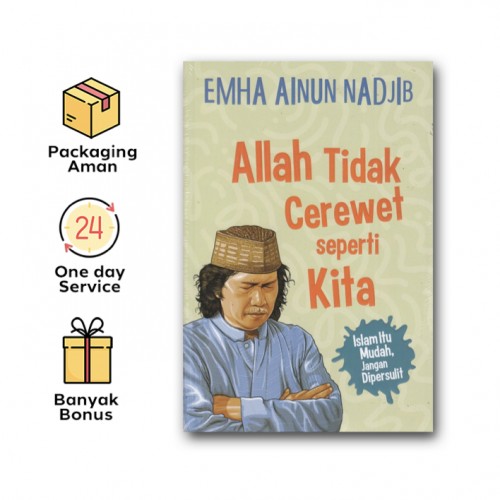 Packaging
Aman
24
One day
Service
Banyak
Bonus
EMHA AINUN NADJIB
Allah Tidak
Cerewet
seperti
Kita
Islam Itu
Mudah,
Jangan
Dipersulit